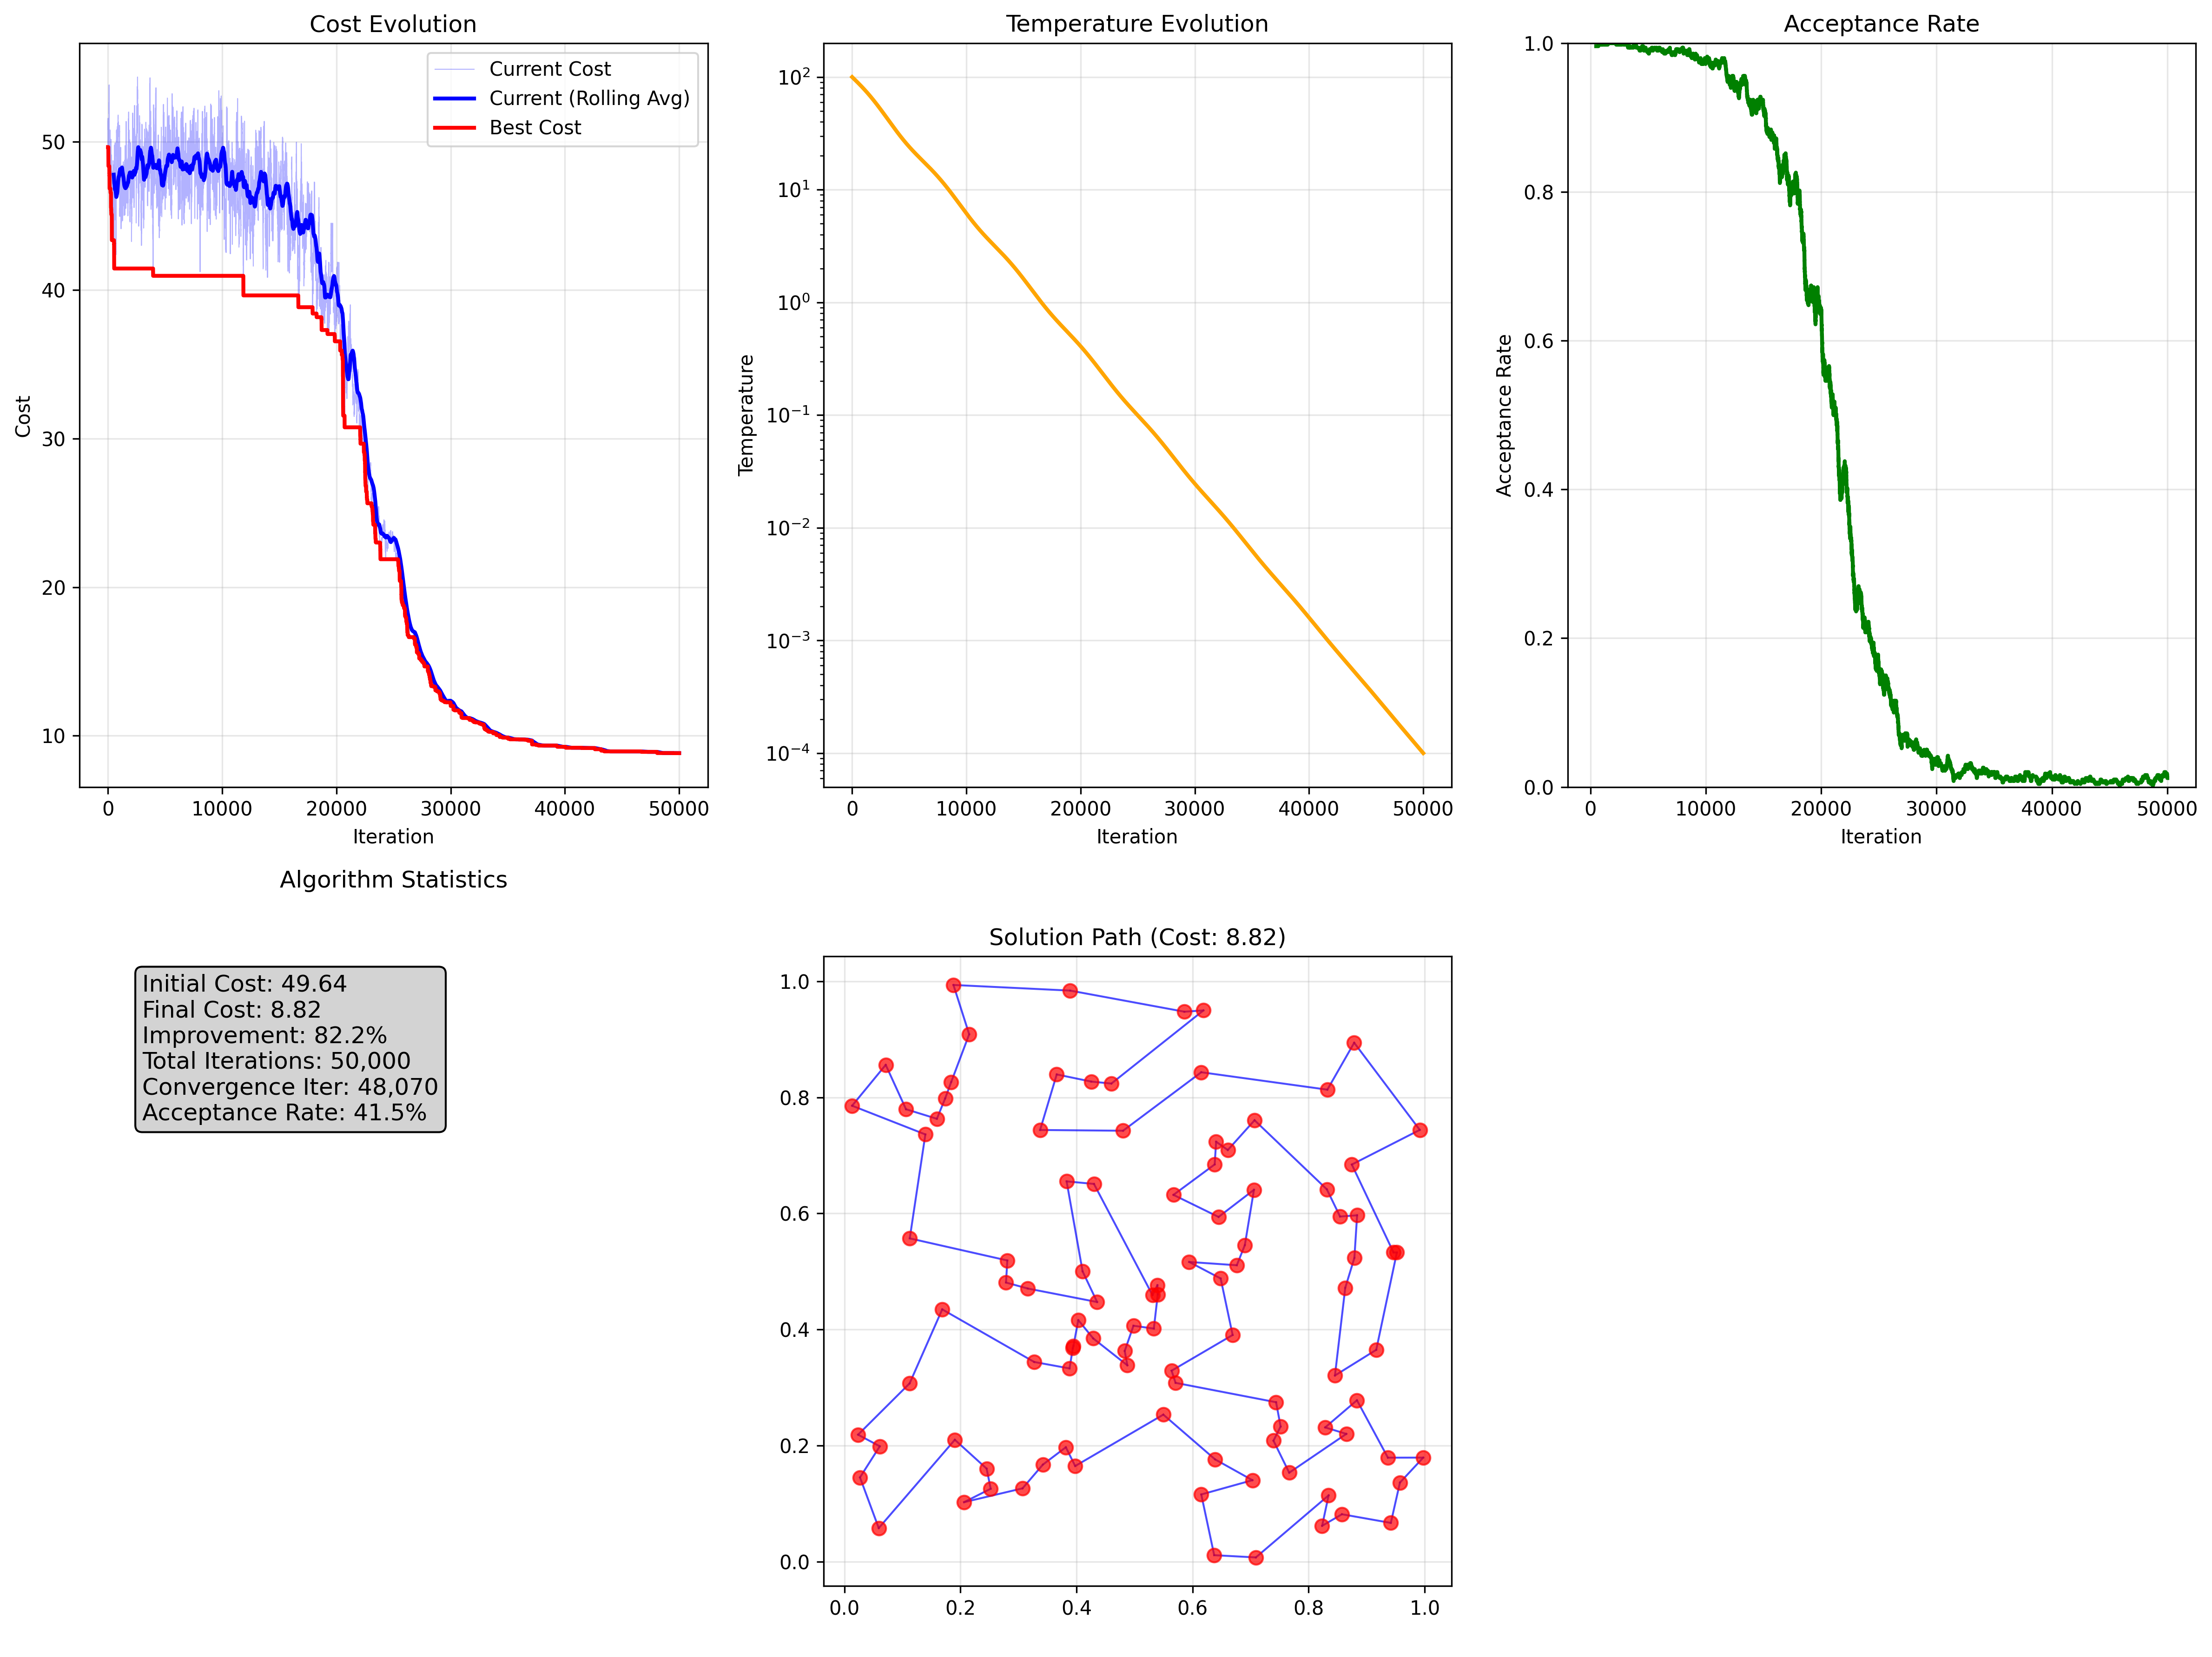 Cost Evolution
Current Cost
Current (Rolling Avg)
Best Cost
50
40
30
20
10
Cost
0 10000 20000 30000 40000 50000
Iteration
Temperature Evolution
10²
10¹
10⁰
10⁻¹
10⁻²
10⁻³
10⁻⁴
Temperature
0 10000 20000 30000 40000 50000
Iteration
Acceptance Rate
1.0
0.8
0.6
0.4
0.2
0.0
Acceptance Rate
0 10000 20000 30000 40000 50000
Iteration
Algorithm Statistics
Initial Cost: 49.64
Final Cost: 8.82
Improvement: 82.2%
Total Iterations: 50,000
Convergence Iter: 48,070
Acceptance Rate: 41.5%
Solution Path (Cost: 8.82)
1.0
0.8
0.6
0.4
0.2
0.0
0.0 0.2 0.4 0.6 0.8 1.0